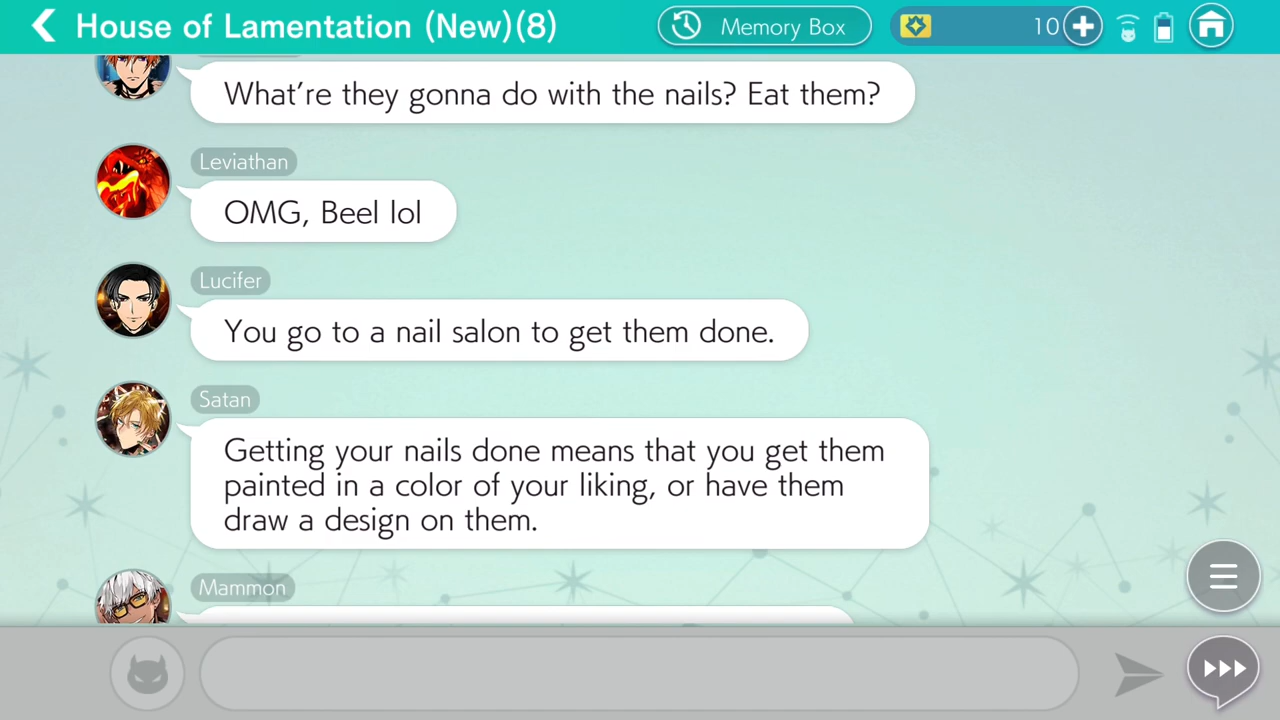 House of Lamentation (New)(8)
Memory Box
10
What're they gonna do with the nails? Eat them?
Leviathan
OMG, Beel lol
Lucifer
You go to a nail salon to get them done.
Satan
Getting your nails done means that you get them
painted in a color of your liking, or have them
draw a design on them.
Mammon